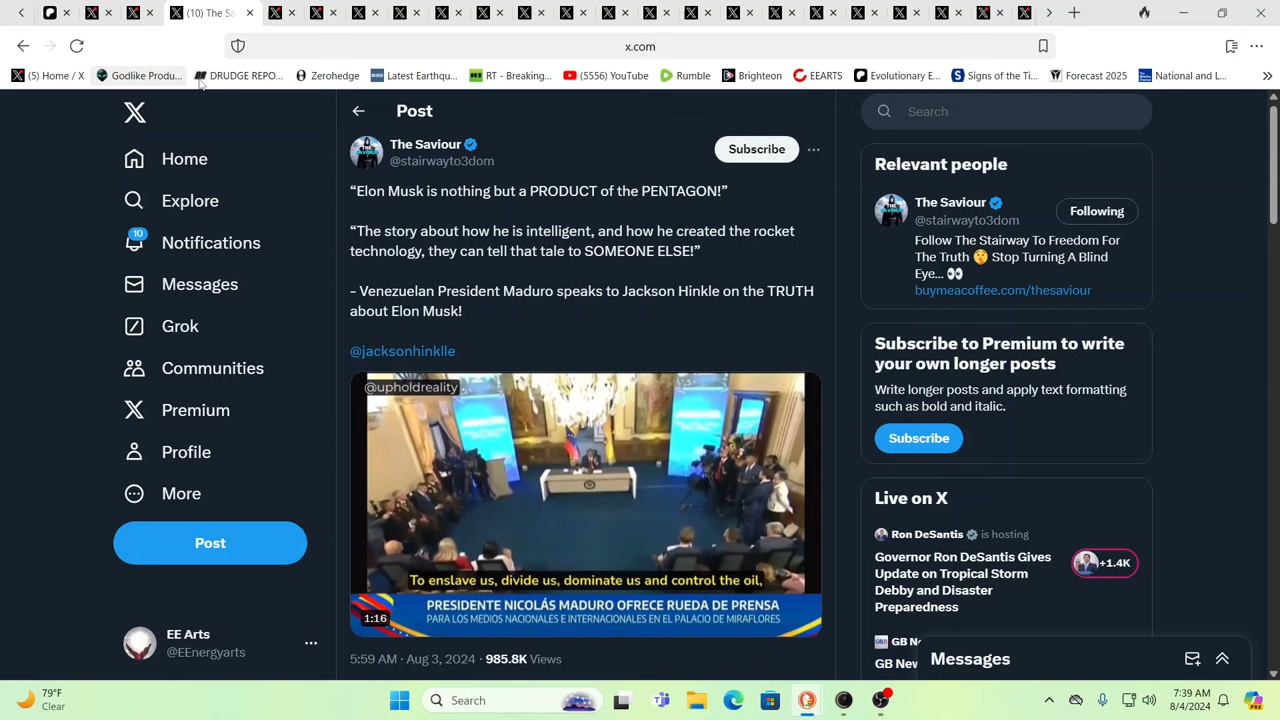 (10) The Sa
x.com
(5) Home / X
Godlike Produ...
DRUDGE REPO...
Zerohedge
Latest Earthqu...
RT - Breaking...
(5556) YouTube
Rumble
Brighteon
EEARTS
Evolutionary E...
Signs of the Ti...
Forecast 2025
National and L...
Home
Explore
10
Notifications
Messages
Grok
Communities
Premium
Profile
More
Post
EE Arts
@EEnergyarts
Post
The Saviour
@stairwayto3dom
Subscribe
“Elon Musk is nothing but a PRODUCT of the PENTAGON!”
“The story about how he is intelligent, and how he created the rocket
technology, they can tell that tale to SOMEONE ELSE!”
- Venezuelan President Maduro speaks to Jackson Hinkle on the TRUTH
about Elon Musk!
@jacksonhinklle
@upholdreality
To enslave us, divide us, dominate us and control the oil,
PRESIDENTE NICOLÁS MADURO OFRECE RUEDA DE PRENSA
PARA LOS MEDIOS NACIONALES E INTERNACIONALES EN EL PALACIO DE MIRAFLORES
1:16
5:59 AM · Aug 3, 2024 · 985.8K Views
Search
Relevant people
The Saviour
@stairwayto3dom
Following
Follow The Stairway To Freedom For
The Truth 🤫 Stop Turning A Blind
Eye... 👀
buymeacoffee.com/thesaviour
Subscribe to Premium to write
your own longer posts
Write longer posts and apply text formatting
such as bold and italic.
Subscribe
Live on X
Ron DeSantis is hosting
Governor Ron DeSantis Gives
Update on Tropical Storm
Debby and Disaster
Preparedness
+1.4K
GB Ne
GB New
Messages
79°F
Clear
Search
7:39 AM
8/4/2024
PRE